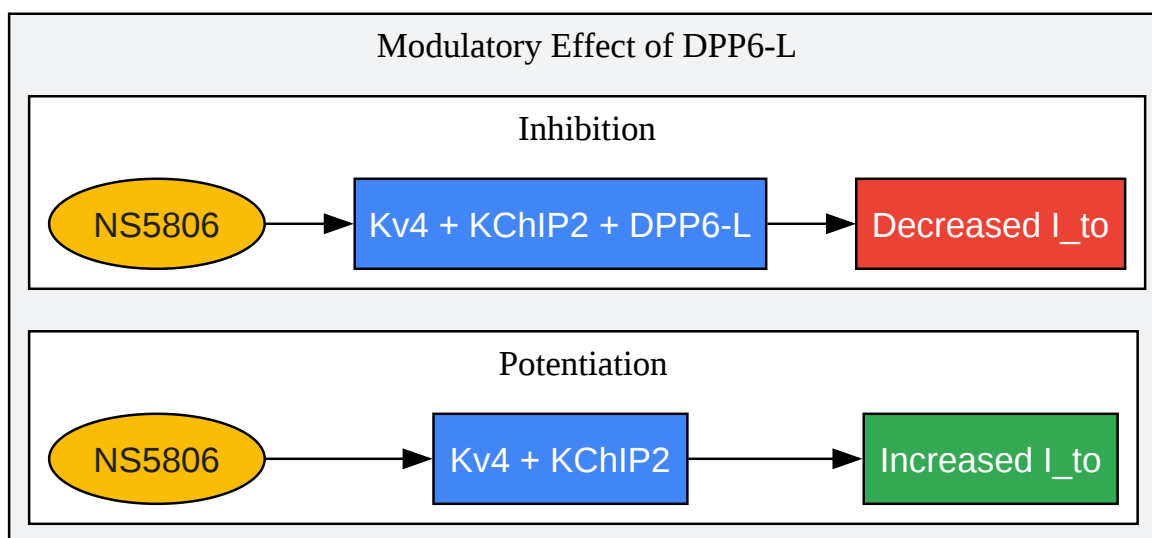 Modulatory Effect of DPP6-L
Inhibition
NS5806
Kv4 + KChIP2 + DPP6-L
Decreased I_to
Potentiation
NS5806
Kv4 + KChIP2
Increased I_to